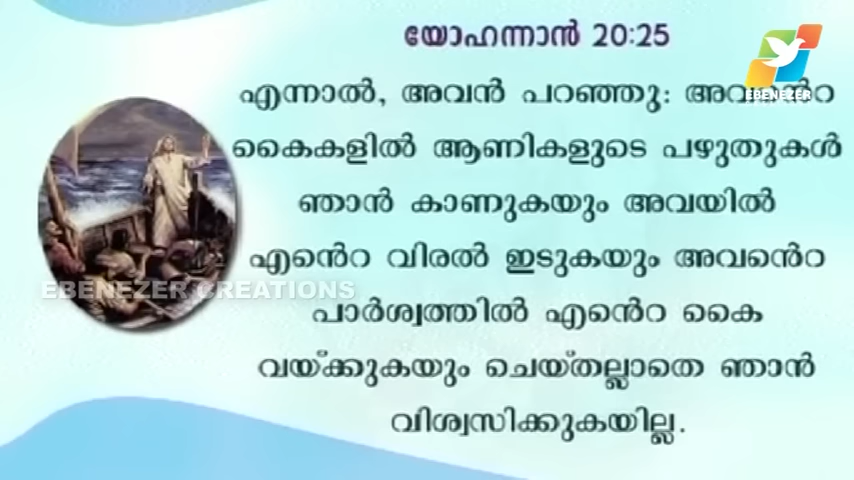 യോഹന്നാൻ 20:25
EBENEZER
എന്നാൽ, അവൻ പറഞ്ഞു: അവന്റെ
കൈകളിൽ ആണികളുടെ പഴുതുകൾ
ഞാൻ കാണുകയും അവയിൽ
എന്റെ വിരൽ ഇടുകയും അവന്റെ
EBENEZER CREATIONS
പാർശ്വത്തിൽ എന്റെ കൈ
വയ്ക്കുകയും ചെയ്തല്ലാതെ ഞാൻ
വിശ്വസിക്കുകയില്ല.